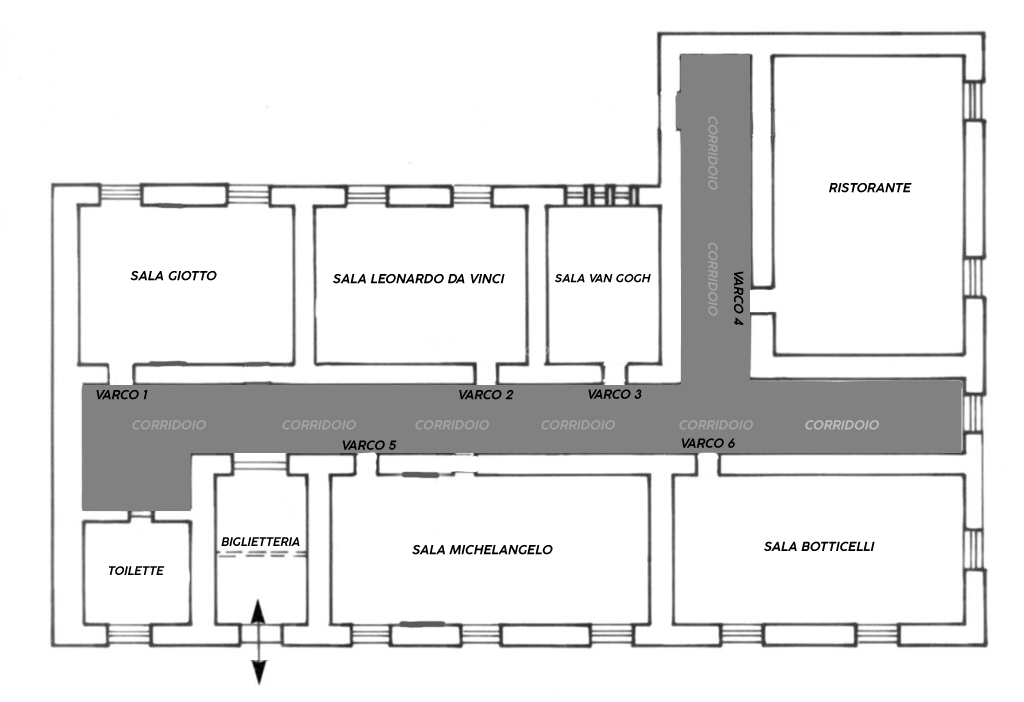 CORRIDOIO
RISTORANTE
CORRIDOIO
VARCO 4
SALA GIOTTO
SALA LEONARDO DA VINCI
SALA VAN GOGH
VARCO 1
VARCO 2
VARCO 3
CORRIDOIO
CORRIDOIO
CORRIDOIO
CORRIDOIO
CORRIDOIO
CORRIDOIO
VARCO 5
VARCO 6
BIGLIETTERIA
SALA MICHELANGELO
SALA BOTTICELLI
TOILETTE